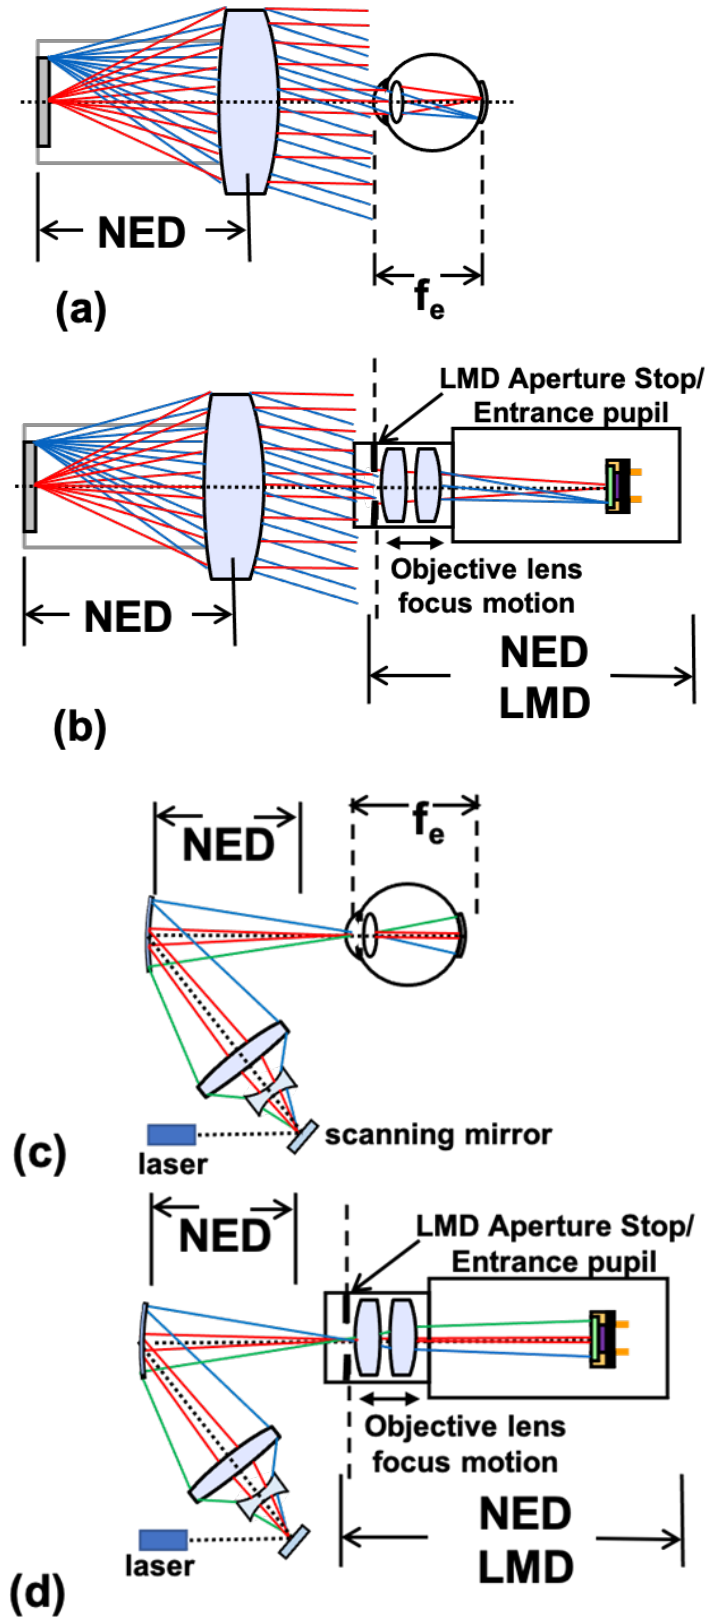 NED
fe
(a)
LMD Aperture Stop/
Entrance pupil
Objective lens
focus motion
NED
NED
LMD
(b)
NED
fe
scanning mirror
laser
(c)
NED
LMD Aperture Stop/
Entrance pupil
Objective lens
focus motion
NED
LMD
laser
(d)